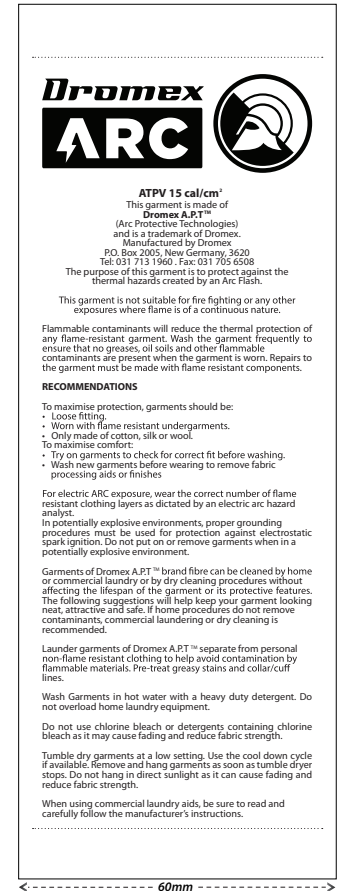 Dromex
ARC
ATPV 15 cal/cm²
This garment is made of
Dromex A.P.T™
(Arc Protective Technologies)
and is a trademark of Dromex.
Manufactured by Dromex
P.O. Box 2005, New Germany, 3620
Tel: 031 713 1960 . Fax: 031 705 6508
The purpose of this garment is to protect against the
thermal hazards created by an Arc Flash.
This garment is not suitable for fire fighting or any other
exposures where flame is of a continuous nature.
Flammable contaminants will reduce the thermal protection of
any flame-resistant garment. Wash the garment frequently to
ensure that no greases, oil soils and other flammable
contaminants are present when the garment is worn. Repairs to
the garment must be made with flame resistant components.
RECOMMENDATIONS
To maximise protection, garments should be:
• Loose fitting.
• Worn with flame resistant undergarments.
• Only made of cotton, silk or wool.
To maximise comfort:
• Try on garments to check for correct fit before washing.
• Wash new garments before wearing to remove fabric
processing aids or finishes
For electric ARC exposure, wear the correct number of flame
resistant clothing layers as dictated by an electric arc hazard
analyst.
In potentially explosive environments, proper grounding
procedures must be used for protection against electrostatic
spark ignition. Do not put on or remove garments when in a
potentially explosive environment.
Garments of Dromex A.P.T ™ brand fibre can be cleaned by home
or commercial laundry or by dry cleaning procedures without
affecting the lifespan of the garment or its protective features.
The following suggestions will help keep your garment looking
neat, attractive and safe. If home procedures do not remove
contaminants, commercial laundering or dry cleaning is
recommended.
Launder garments of Dromex A.P.T ™ separate from personal
non-flame resistant clothing to help avoid contamination by
flammable materials. Pre-treat greasy stains and collar/cuff
lines.
Wash Garments in hot water with a heavy duty detergent. Do
not overload home laundry equipment.
Do not use chlorine bleach or detergents containing chlorine
bleach as it may cause fading and reduce fabric strength.
Tumble dry garments at a low setting. Use the cool down cycle
if available. Remove and hang garments as soon as tumble dryer
stops. Do not hang in direct sunlight as it can cause fading and
reduce fabric strength.
When using commercial laundry aids, be sure to read and
carefully follow the manufacturer's instructions.
60mm